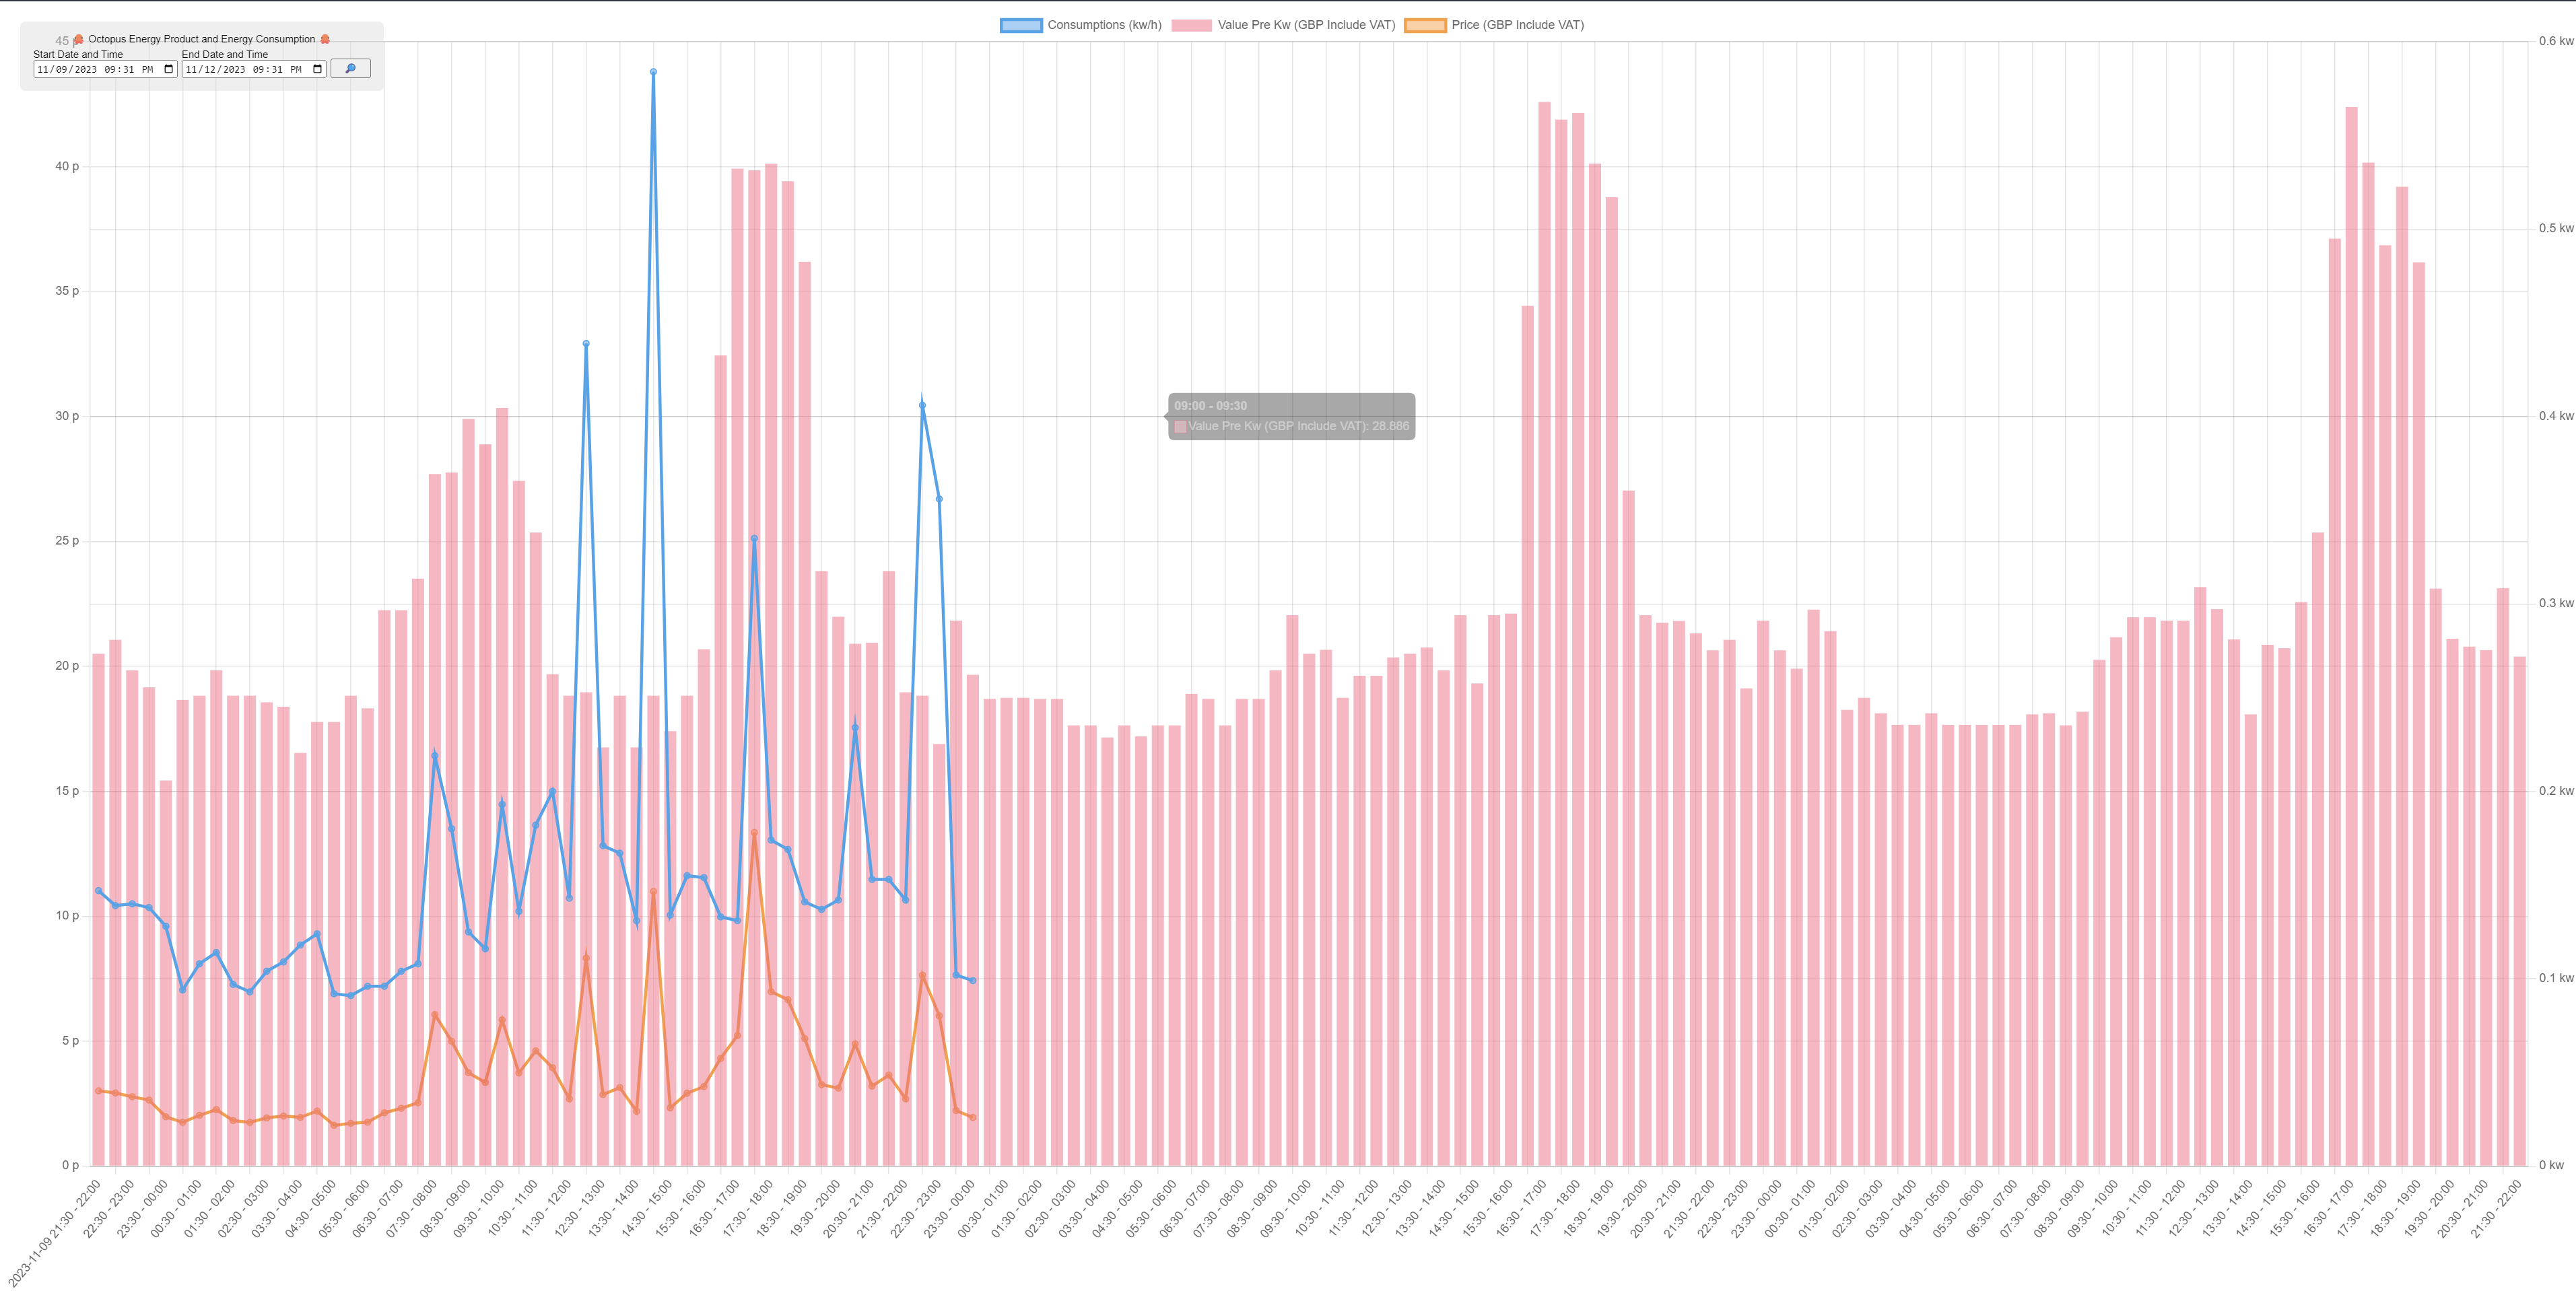 Consumptions (kw/h) Value Pre Kw (GBP Include VAT) Price (GBP Include VAT)
Octopus Energy Product and Energy Consumption
Start Date and Time End Date and Time
11/09/2023 09:31 PM 11/12/2023 09:31 PM
45 p
40 p
35 p
30 p
25 p
20 p
15 p
10 p
5 p
0 p
09:00 - 09:30
Value Pre Kw (GBP Include VAT): 28.886
0.6 kw
0.5 kw
0.4 kw
0.3 kw
0.2 kw
0.1 kw
0 kw
2023-11-09 21:30 - 22:00
22:30 - 23:00
23:30 - 00:00
00:30 - 01:00
01:30 - 02:00
02:30 - 03:00
03:30 - 04:00
04:30 - 05:00
05:30 - 06:00
06:30 - 07:00
07:30 - 08:00
08:30 - 09:00
09:30 - 10:00
10:30 - 11:00
11:30 - 12:00
12:30 - 13:00
13:30 - 14:00
14:30 - 15:00
15:30 - 16:00
16:30 - 17:00
17:30 - 18:00
18:30 - 19:00
19:30 - 20:00
20:30 - 21:00
21:30 - 22:00
22:30 - 23:00
23:30 - 00:00
00:30 - 01:00
01:30 - 02:00
02:30 - 03:00
03:30 - 04:00
04:30 - 05:00
05:30 - 06:00
06:30 - 07:00
07:30 - 08:00
08:30 - 09:00
09:30 - 10:00
10:30 - 11:00
11:30 - 12:00
12:30 - 13:00
13:30 - 14:00
14:30 - 15:00
15:30 - 16:00
16:30 - 17:00
17:30 - 18:00
18:30 - 19:00
19:30 - 20:00
20:30 - 21:00
21:30 - 22:00
22:30 - 23:00
23:30 - 00:00
00:30 - 01:00
01:30 - 02:00
02:30 - 03:00
03:30 - 04:00
04:30 - 05:00
05:30 - 06:00
06:30 - 07:00
07:30 - 08:00
08:30 - 09:00
09:30 - 10:00
10:30 - 11:00
11:30 - 12:00
12:30 - 13:00
13:30 - 14:00
14:30 - 15:00
15:30 - 16:00
16:30 - 17:00
17:30 - 18:00
18:30 - 19:00
19:30 - 20:00
20:30 - 21:00
21:30 - 22:00